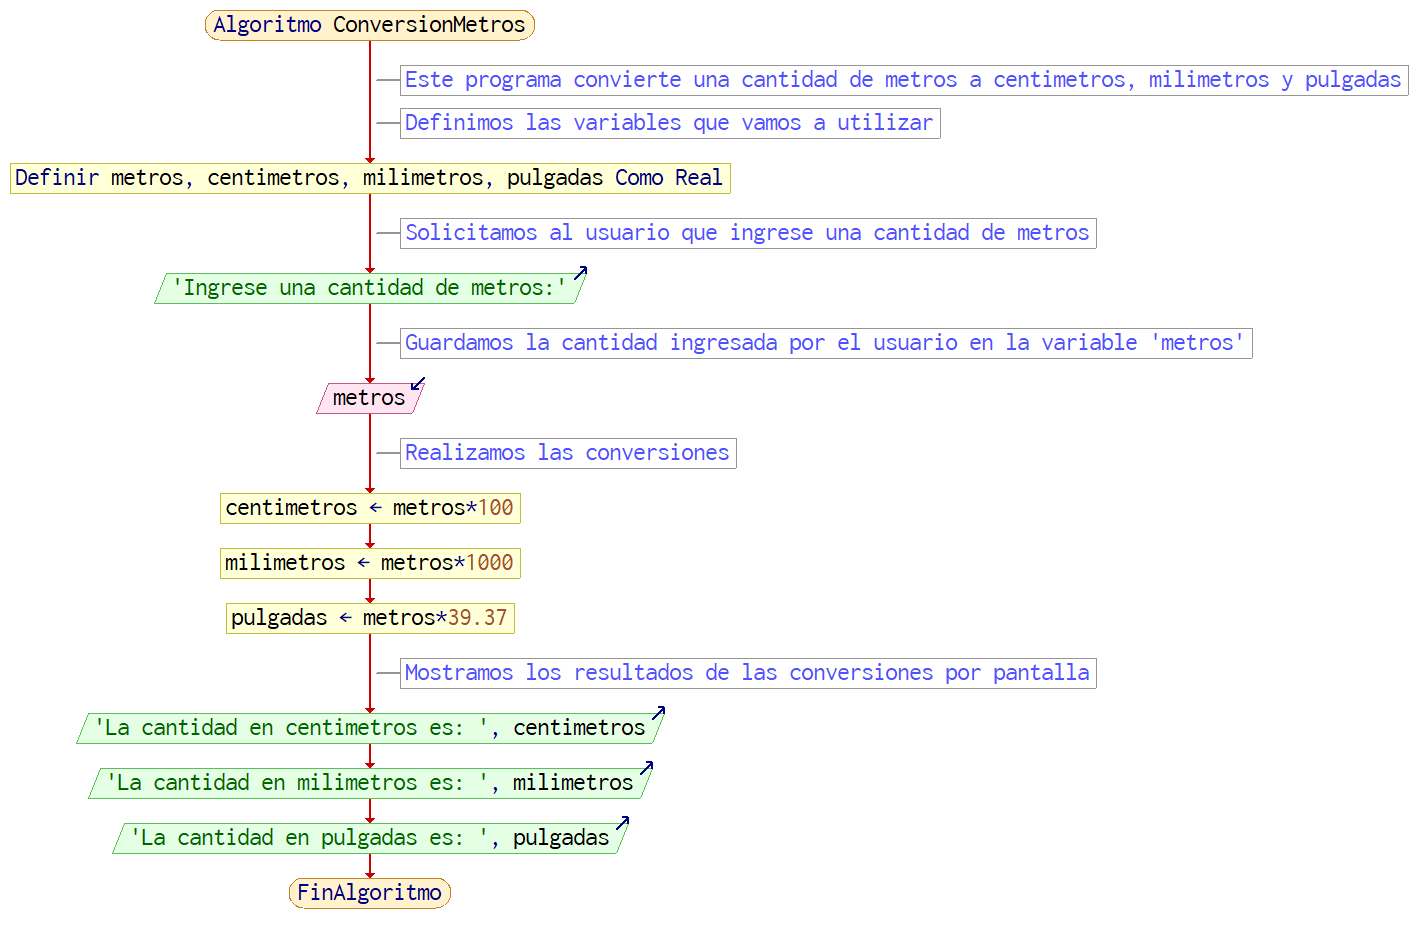 Algoritmo ConversionMetros
Este programa convierte una cantidad de metros a centimetros, milimetros y pulgadas
Definimos las variables que vamos a utilizar
Definir metros, centimetros, milimetros, pulgadas Como Real
Solicitamos al usuario que ingrese una cantidad de metros
'Ingrese una cantidad de metros:'
Guardamos la cantidad ingresada por el usuario en la variable 'metros'
metros
Realizamos las conversiones
centimetros ← metros*100
milimetros ← metros*1000
pulgadas ← metros*39.37
Mostramos los resultados de las conversiones por pantalla
'La cantidad en centimetros es: ', centimetros
'La cantidad en milimetros es: ', milimetros
'La cantidad en pulgadas es: ', pulgadas
FinAlgoritmo